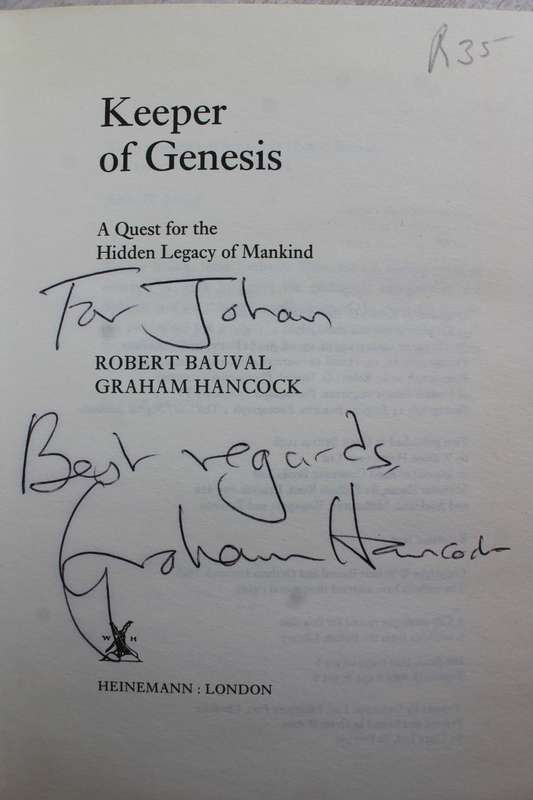 R35
Keeper
of Genesis
A Quest for the
Hidden Legacy of Mankind
For Johan
ROBERT BAUVAL
GRAHAM HANCOCK
Best regards,
Graham Hancock
W H
HEINEMANN : LONDON